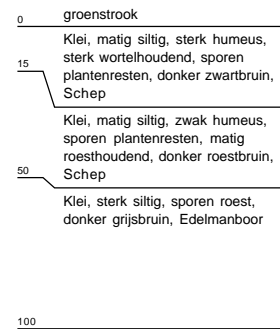 groenstrook
0
Klei, matig siltig, sterk humeus,
sterk wortelhoudend, sporen
plantenresten, donker zwartbruin,
Schep
15
Klei, matig siltig, zwak humeus,
sporen plantenresten, matig
roesthoudend, donker roestbruin,
Schep
50
Klei, sterk siltig, sporen roest,
donker grijsbruin, Edelmanboor
100